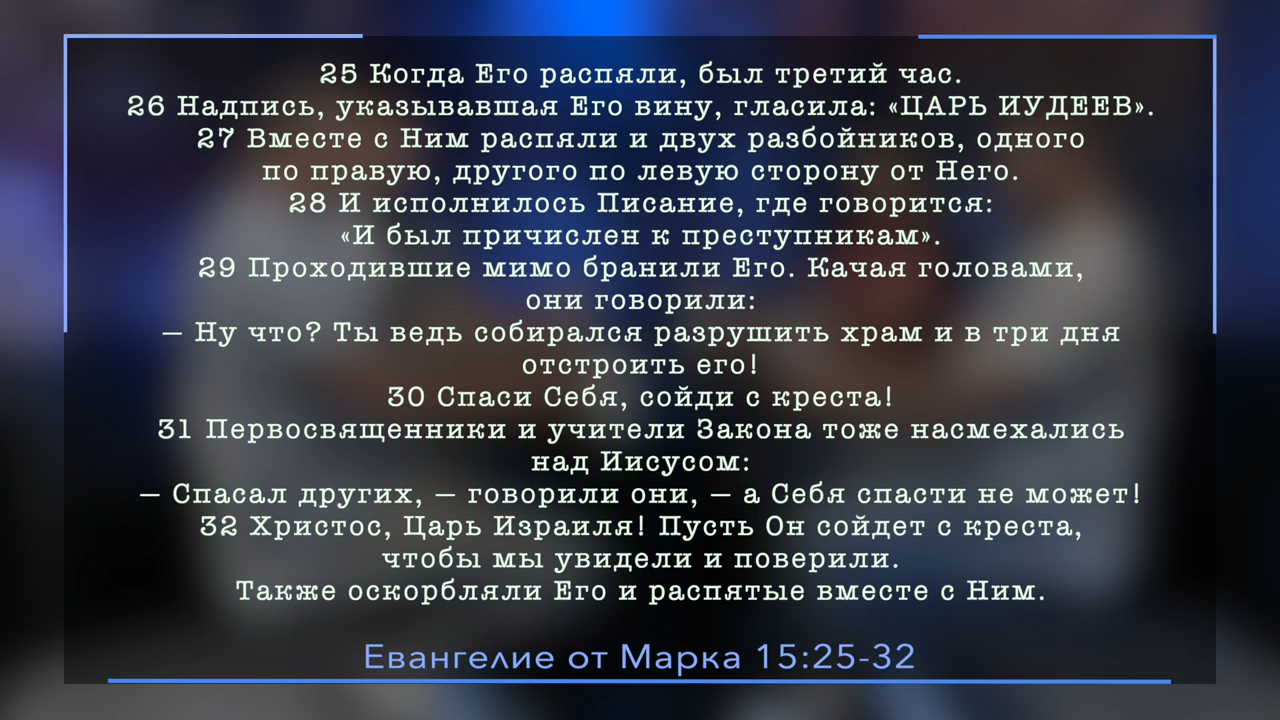 25 Когда Его распяли, был третий час.
26 Надпись, указывавшая Его вину, гласила: «ЦАРЬ ИУДЕЕВ».
27 Вместе с Ним распяли и двух разбойников, одного
по правую, другого по левую сторону от Него.
28 И исполнилось Писание, где говорится:
«И был причислен к преступникам».
29 Проходившие мимо бранили Его. Качая головами,
они говорили:
— Ну что? Ты ведь собирался разрушить храм и в три дня
отстроить его!
30 Спаси Себя, сойди с креста!
31 Первосвященники и учители Закона тоже насмехались
над Иисусом:
— Спасал других, — говорили они, — а Себя спасти не может!
32 Христос, Царь Израиля! Пусть Он сойдет с креста,
чтобы мы увидели и поверили.
Также оскорбляли Его и распятые вместе с Ним.
Евангелие от Марка 15:25-32